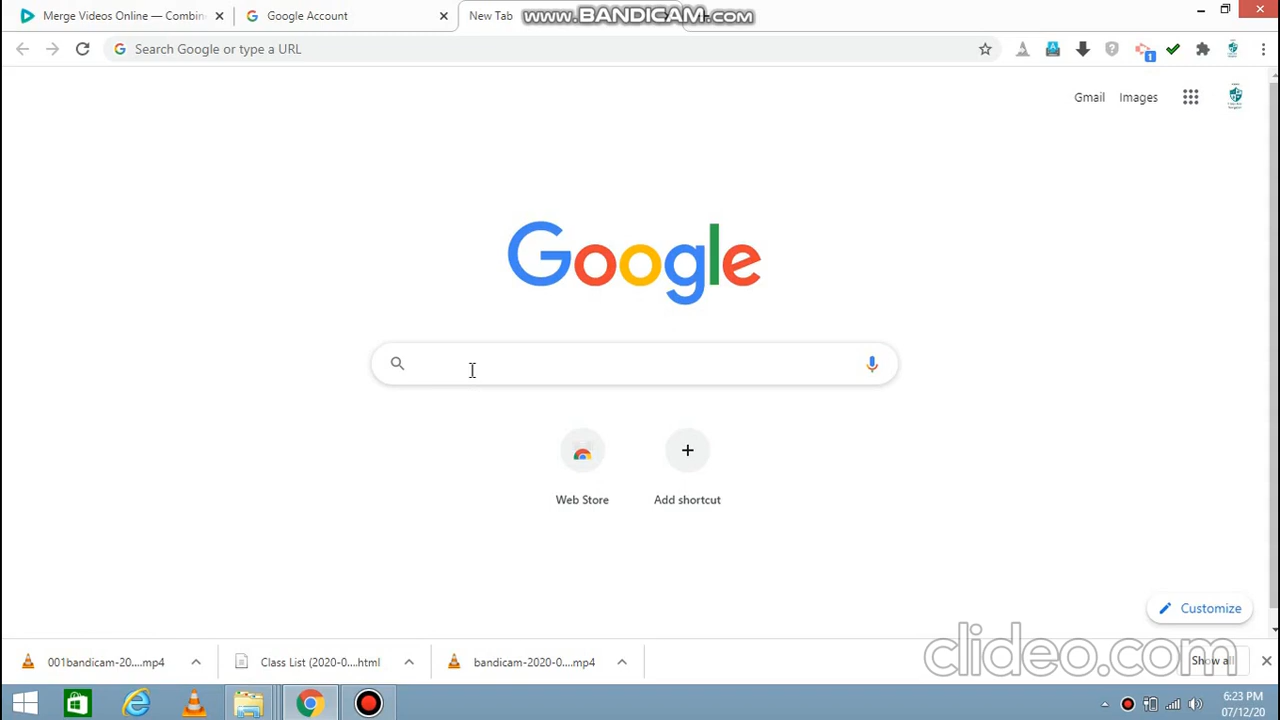 Merge Videos Online — Combin
Google Account
New Tab
www.BANDICAM.com
Search Google or type a URL
1
Gmail
Images
Google
Web Store
Add shortcut
Customize
001bandicam-20....mp4
Class List (2020-0....html
bandicam-2020-0....mp4
Show all
clideo.com
6:23 PM
07/12/20